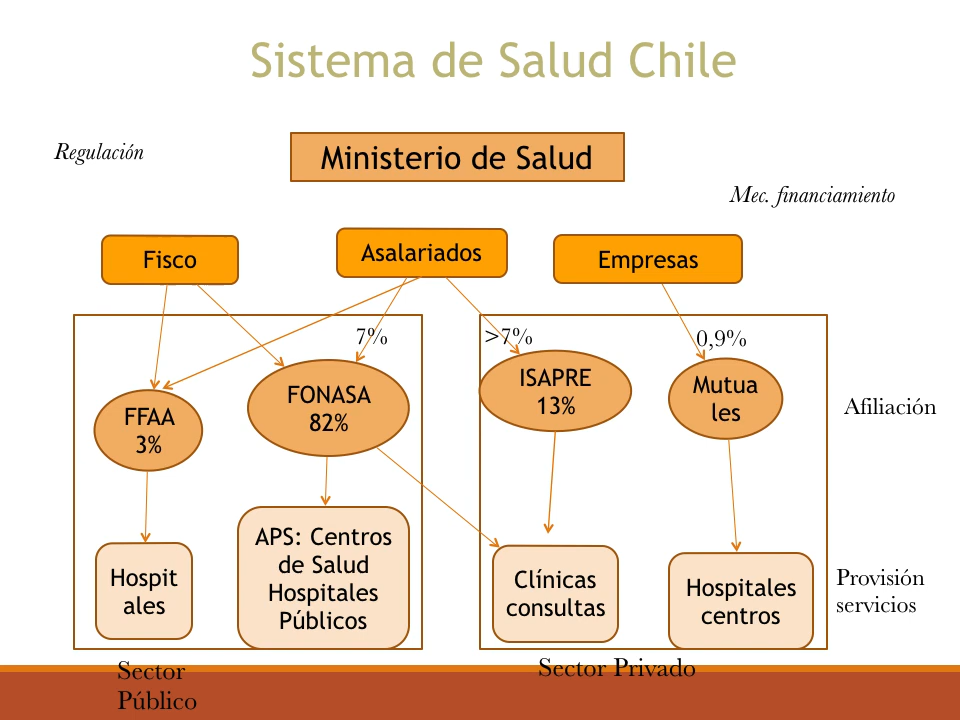 Sistema de Salud Chile
Regulación
Ministerio de Salud
Mec. financiamiento
Fisco
Asalariados
Empresas
7%
>7%
0,9%
FFAA
3%
FONASA
82%
ISAPRE
13%
Mutua
les
Afiliación
Hospit
ales
APS: Centros
de Salud
Hospitales
Públicos
Clínicas
consultas
Hospitales
centros
Provisión
servicios
Sector
Público
Sector Privado